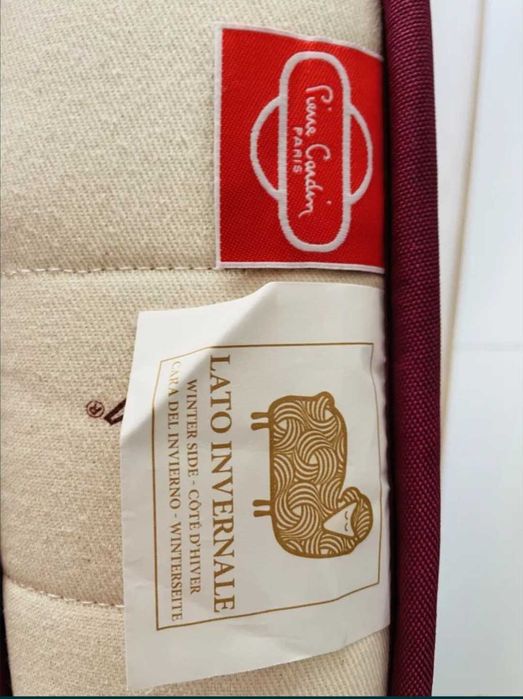 Pierre Cardin
PARIS
LATO INVERNALE
WINTER SIDE - CÔTÉ D'HIVER
CARA DEL INVIERNO - WINTERSEITE
®